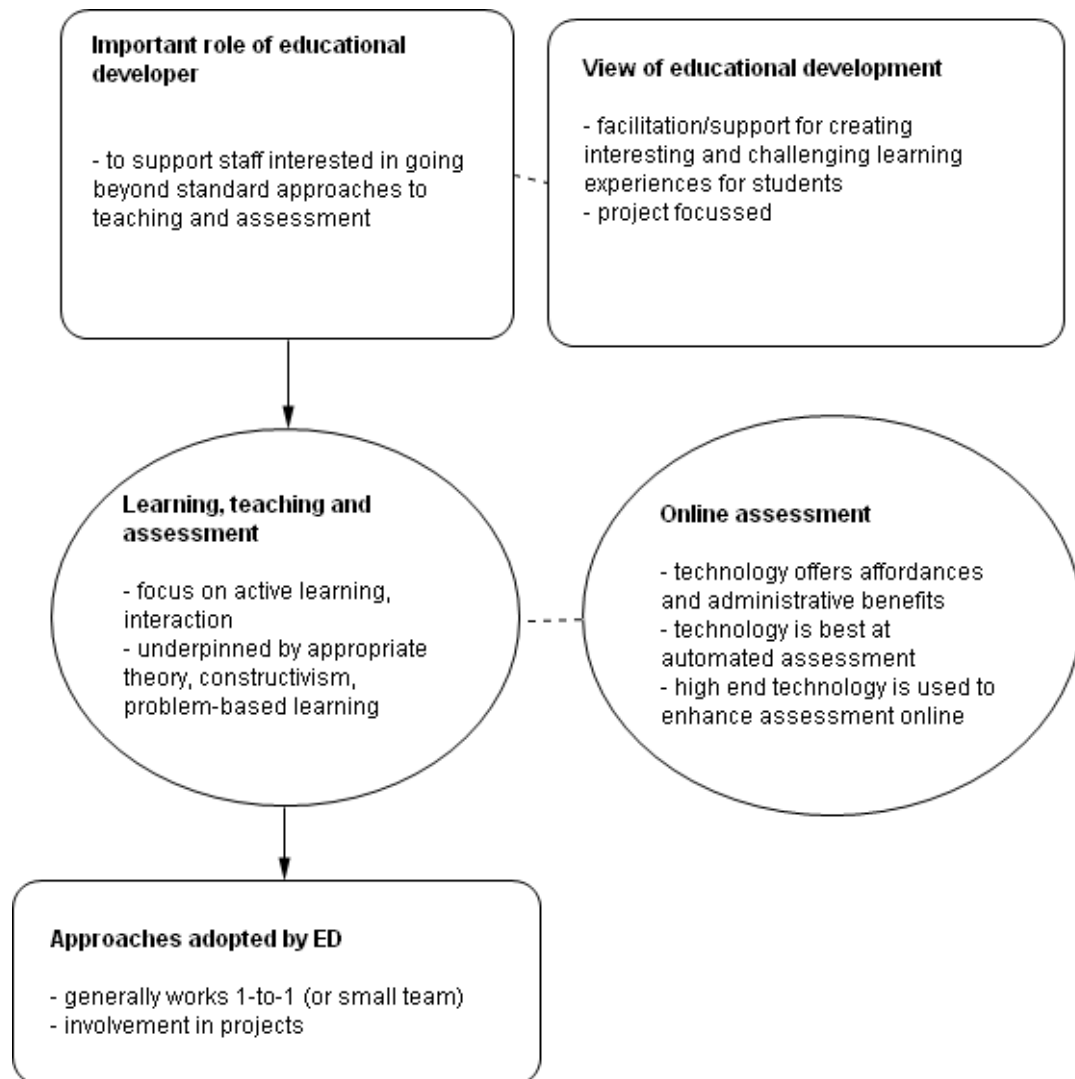 Important role of educational
developer
- to support staff interested in going
beyond standard approaches to
teaching and assessment
View of educational development
- facilitation/support for creating
interesting and challenging learning
experiences for students
- project focussed
Learning, teaching and
assessment
- focus on active learning,
interaction
- underpinned by appropriate
theory, constructivism,
problem-based learning
Online assessment
- technology offers affordances
and administrative benefits
- technology is best at
automated assessment
- high end technology is used to
enhance assessment online
Approaches adopted by ED
- generally works 1-to-1 (or small team)
- involvement in projects